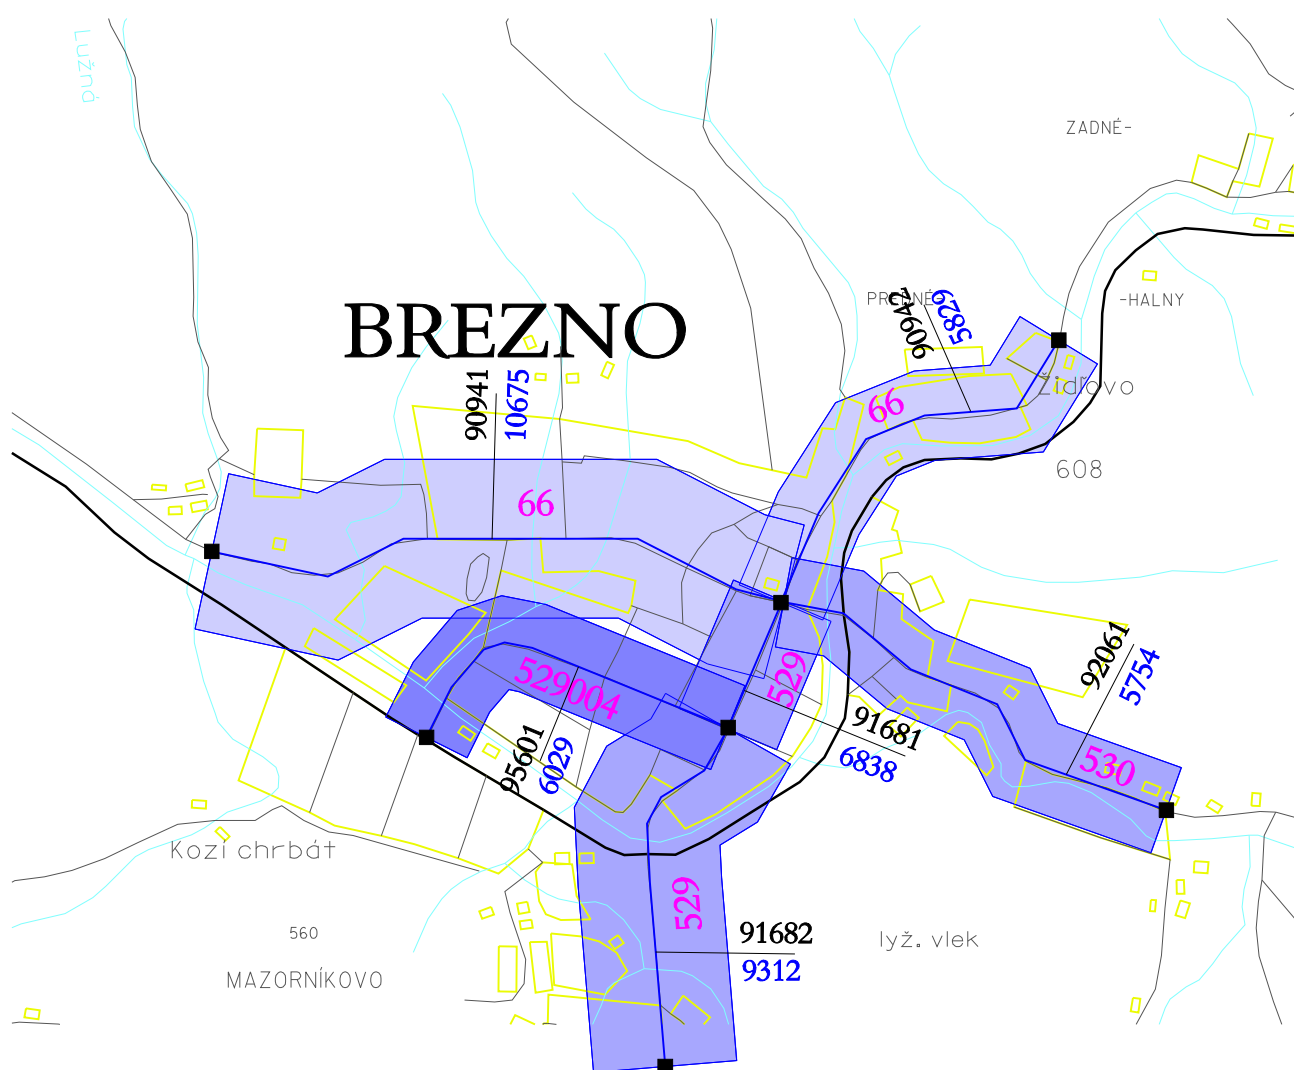 Lužná
ZADNÉ-
PREDNÉ-
-HALNY
90942
5829
BREZNO
Židľovo
66
90941
10675
608
66
92061
5754
529004
529
95601
6029
91681
6838
530
Kozí chrbát
529
560
91682
lyž. vlek
9312
MAZORNÍKOVO